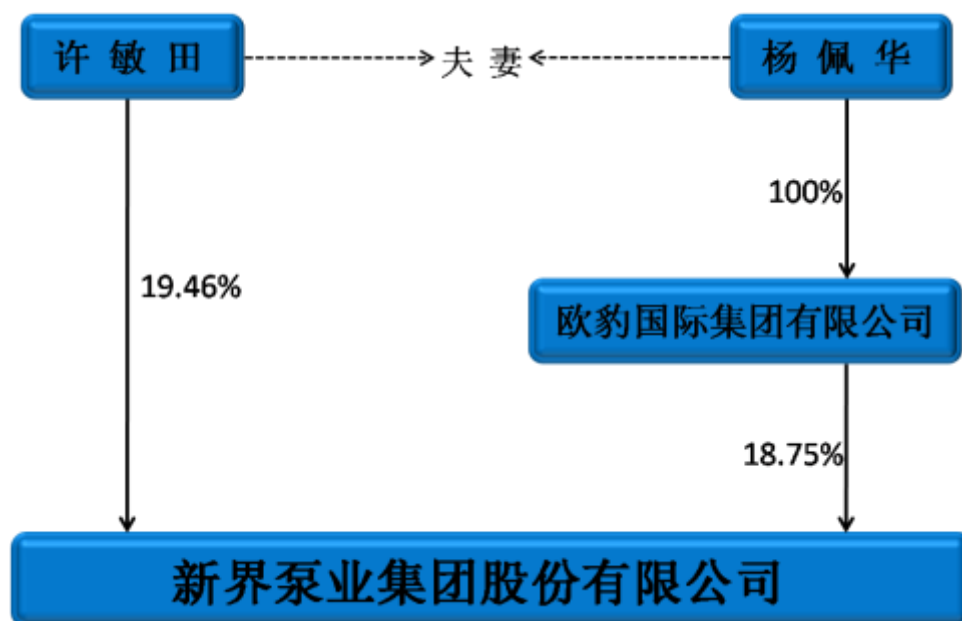 许敏田
夫妻
杨佩华
100%
19.46%
欧豹国际集团有限公司
18.75%
新界泵业集团股份有限公司